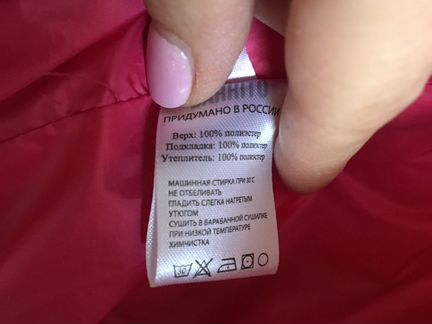 ПРИДУМАНО В РОССИИ
Верх: 100% полиэстер
Подкладка: 100% полиэстер
Утеплитель: 100% полиэстер
МАШИННАЯ СТИРКА ПРИ 30 С
НЕ ОТБЕЛИВАТЬ
ГЛАДИТЬ СЛЕГКА НАГРЕТЫМ
УТЮГОМ
СУШИТЬ В БАРАБАННОЙ СУШИЛКЕ
ПРИ НИЗКОЙ ТЕМПЕРАТУРЕ
ХИМЧИСТКА